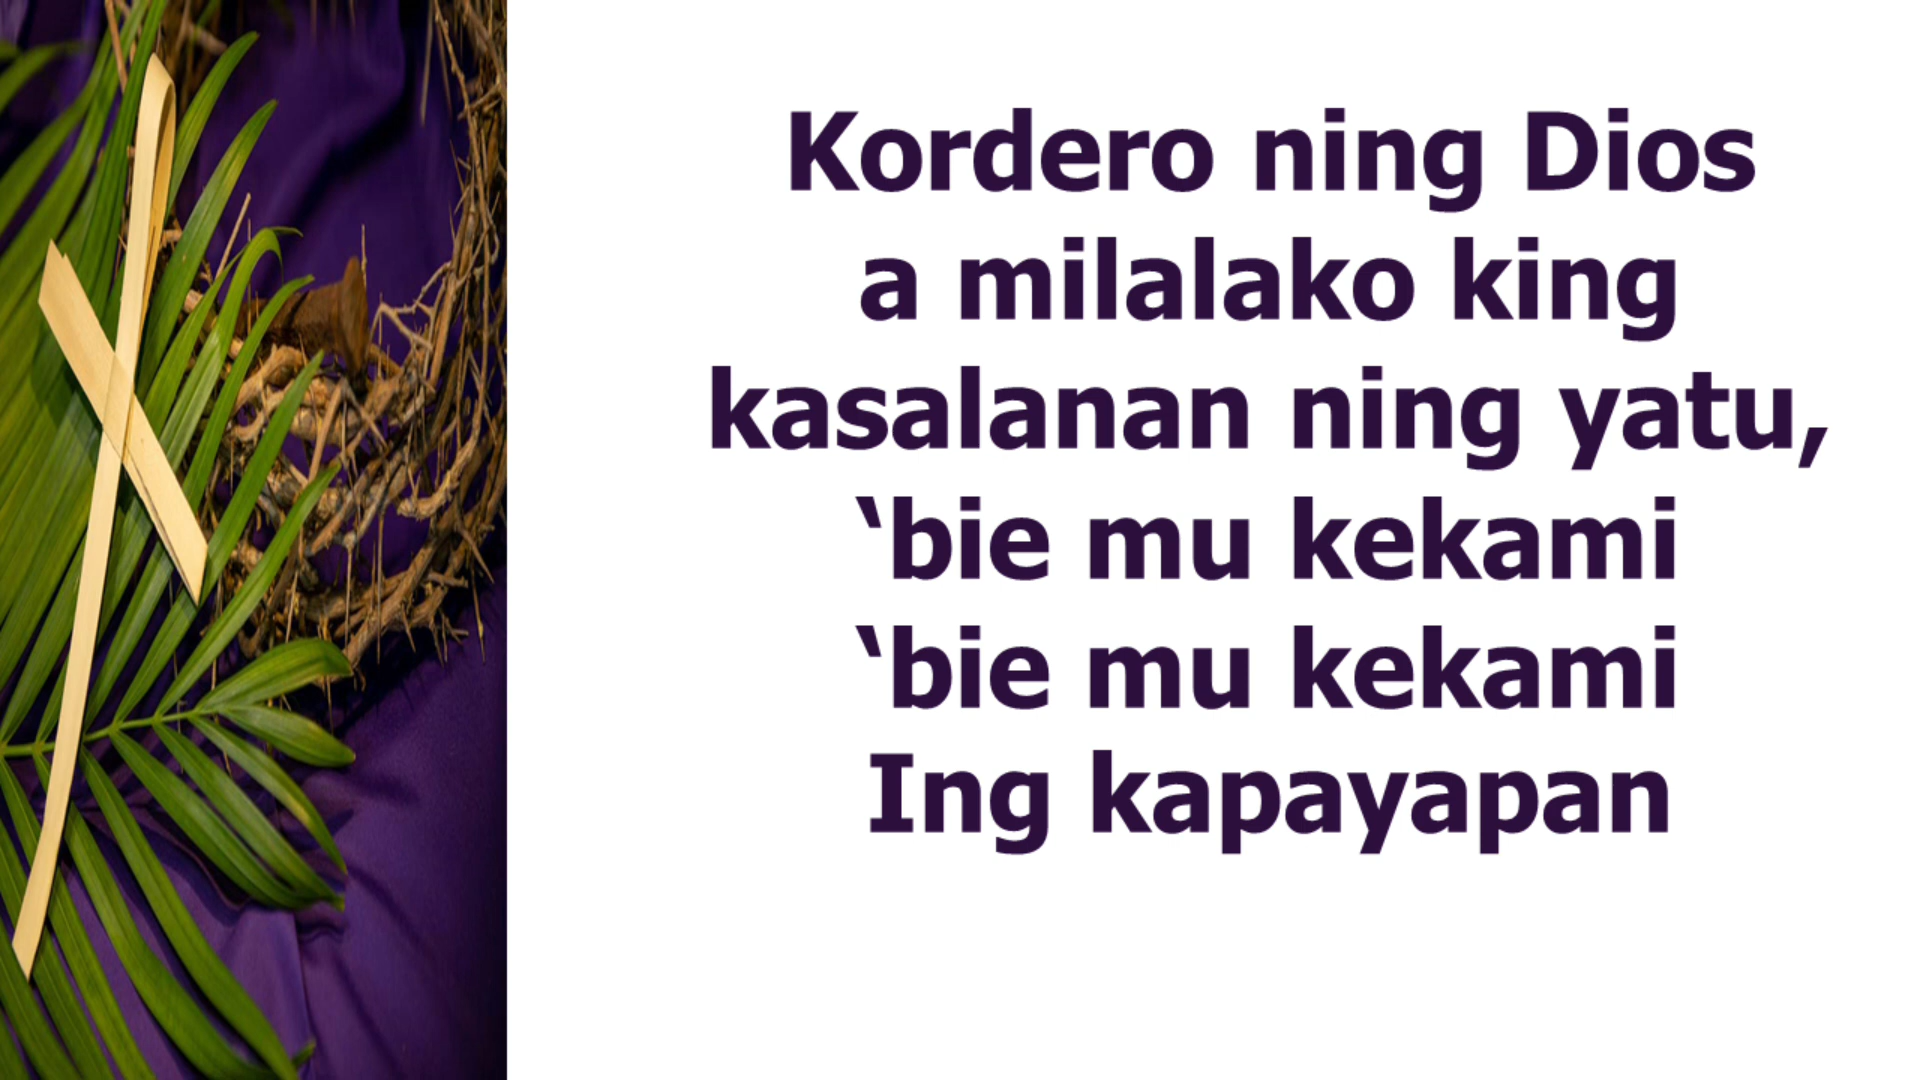 Kordero ning Dios
a milalako king
kasalanan ning yatu,
‘bie mu kekami
‘bie mu kekami
Ing kapayapan